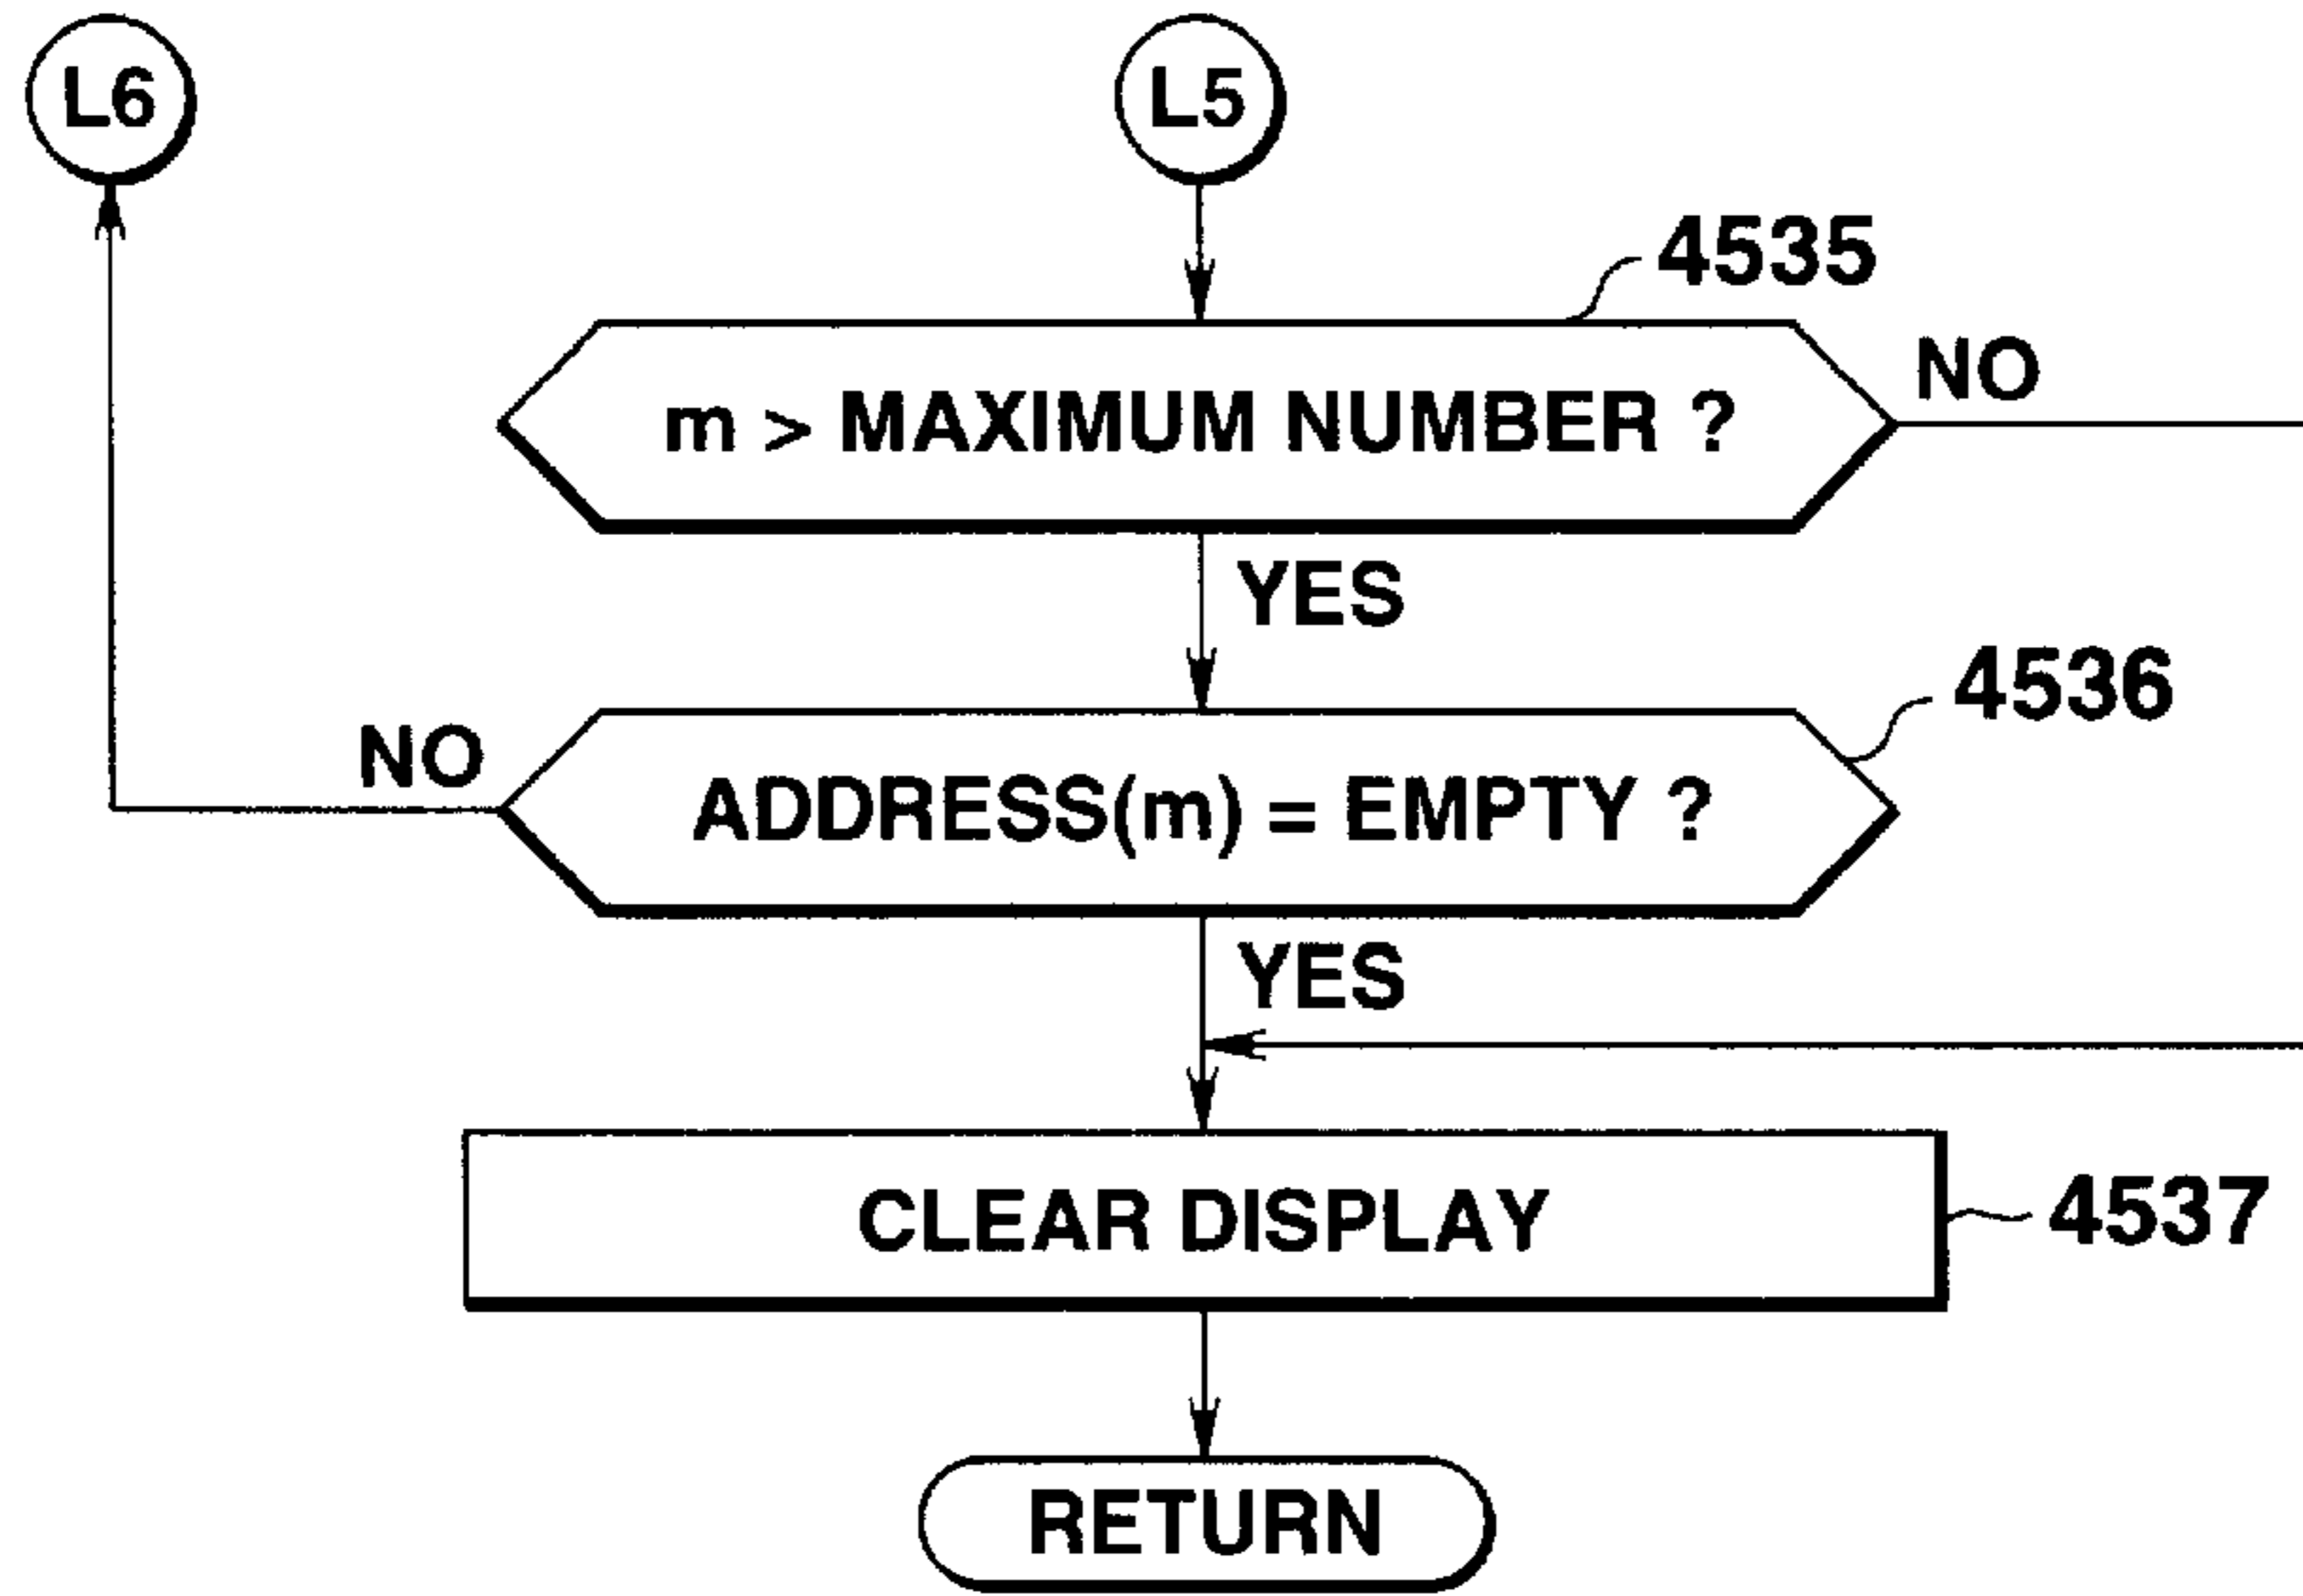 L6
L5
4535
m > MAXIMUM NUMBER ?
NO
YES
4536
NO
ADDRESS(m) = EMPTY ?
YES
CLEAR DISPLAY
4537
RETURN